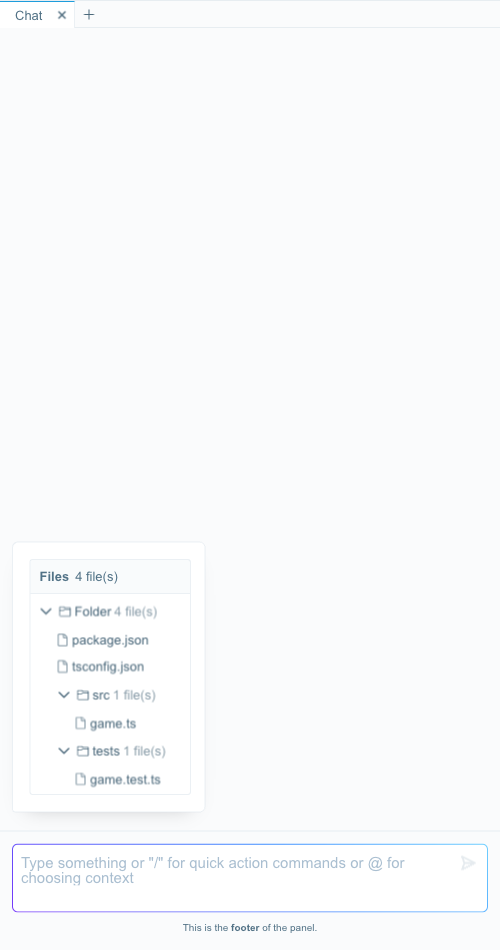 Chat
Files 4 file(s)
Folder 4 file(s)
package.json
tsconfig.json
src 1 file(s)
game.ts
tests 1 file(s)
game.test.ts
Type something or "/" for quick action commands or @ for
choosing context
This is the footer of the panel.